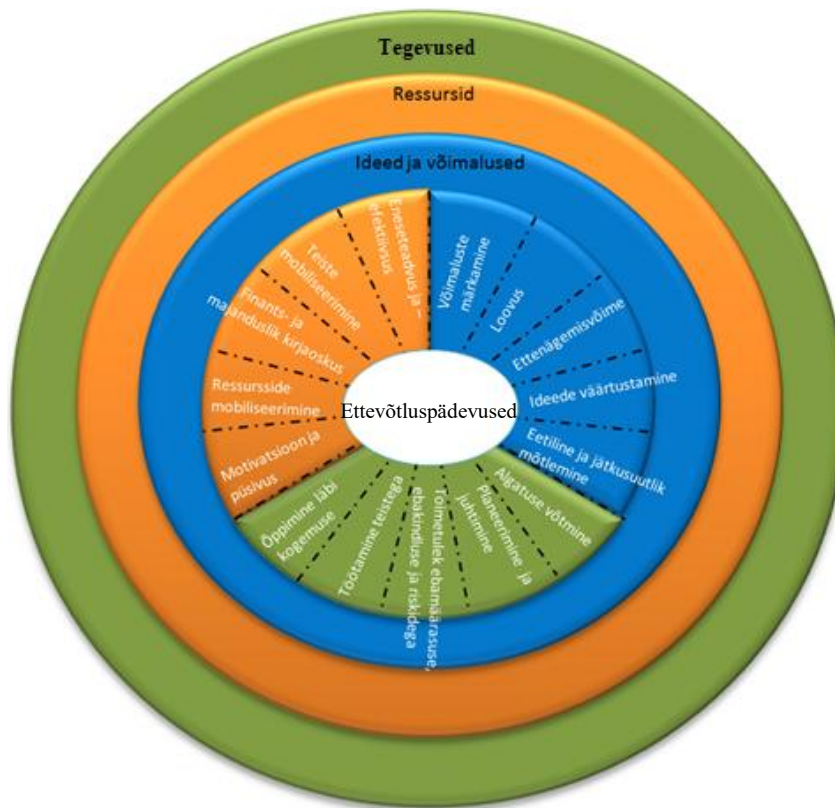 Tegevused
Ressursid
Ideed ja võimalused
Võimaluste
märkamine
Loovus
Ettenägemisvõime
Ideede väärtustamine
Eetiline ja jätkusuutlik
mõtlemine
Algatuse võtmine
Planeerimine ja
juhtimine
Toimetulek ebamäärasuse,
ebakindluse ja riskidega
Töötamine teistega
Õppimine läbi
kogemuse
Motivatsioon ja
püsivus
Ressursside
mobiliseerimine
Finants- ja
majanduslik kirjaoskus
Teiste
mobiliseerimine
Eneseteadvus ja –
efektiivsus
Ettevõtluspädevused